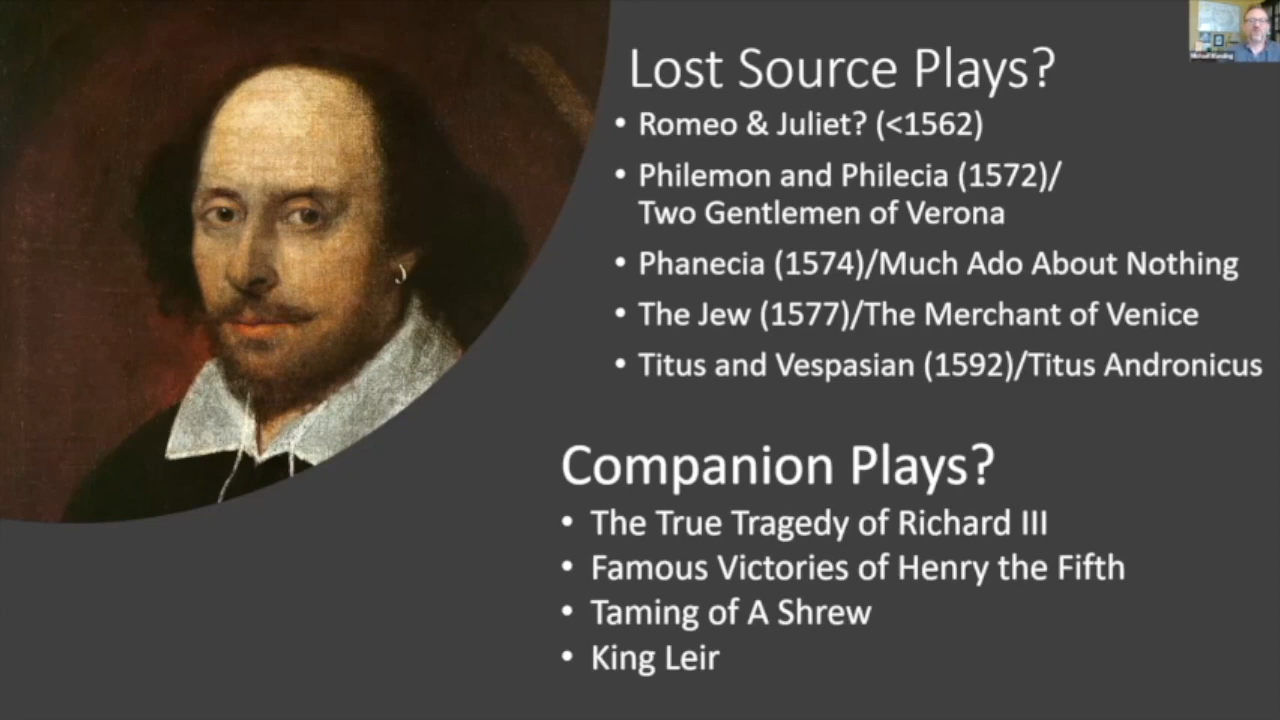 Lost Source Plays?
• Romeo & Juliet? (<1562)
• Philemon and Philecia (1572)/
Two Gentlemen of Verona
• Phanecia (1574)/Much Ado About Nothing
• The Jew (1577)/The Merchant of Venice
• Titus and Vespasian (1592)/Titus Andronicus
Companion Plays?
• The True Tragedy of Richard III
• Famous Victories of Henry the Fifth
• Taming of A Shrew
• King Leir